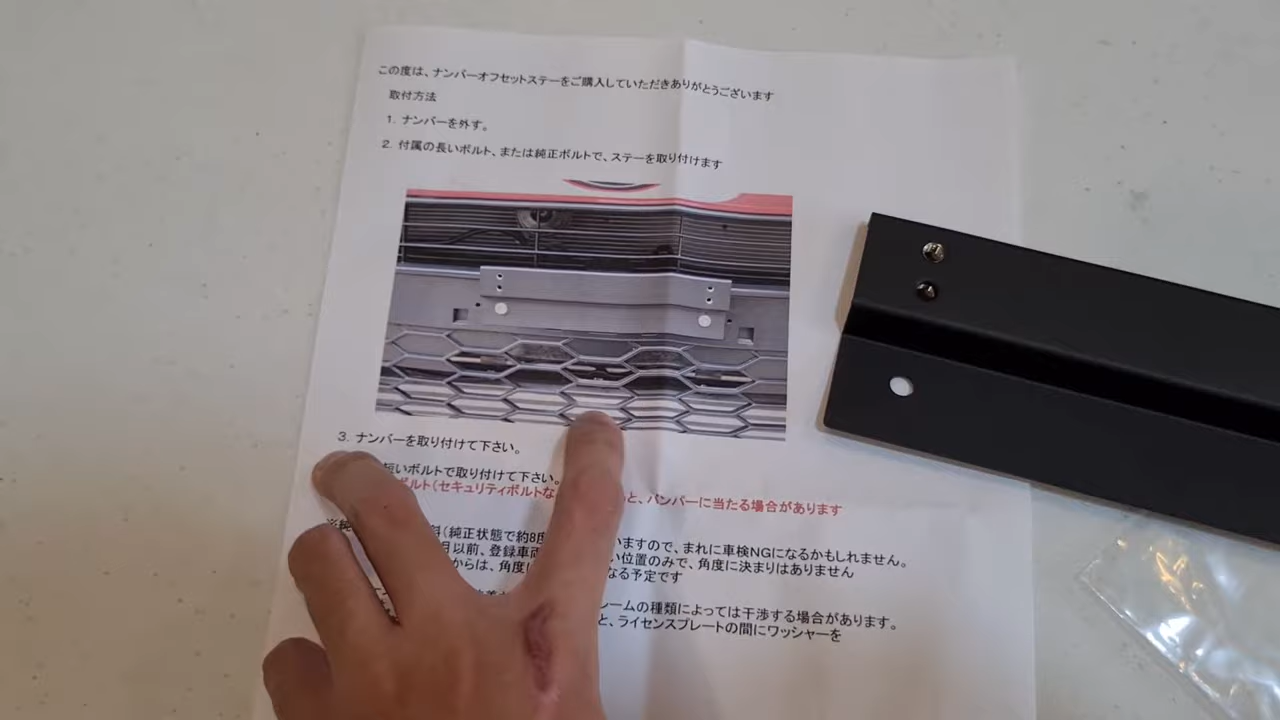 この度は、ナンバーオフセットステーをご購入していただきありがとうございます
取付方法
1. ナンバーを外す。
2. 付属の長いボルト、または純正ボルトで、ステーを取り付けます
3. ナンバーを取り付けて下さい。
短いボルトで取り付けて下さい。
ボルト(セキュリティボルトな と、バンパーに当たる場合があります
※純 (純正状態で約8度 いますので、まれに車検NGになるかもしれません。
月以前、登録車両 い位置のみで、角度に決まりはありません
からは、角度に なる予定です
レームの種類によっては干渉する場合があります。
と、ライセンスプレートの間にワッシャーを